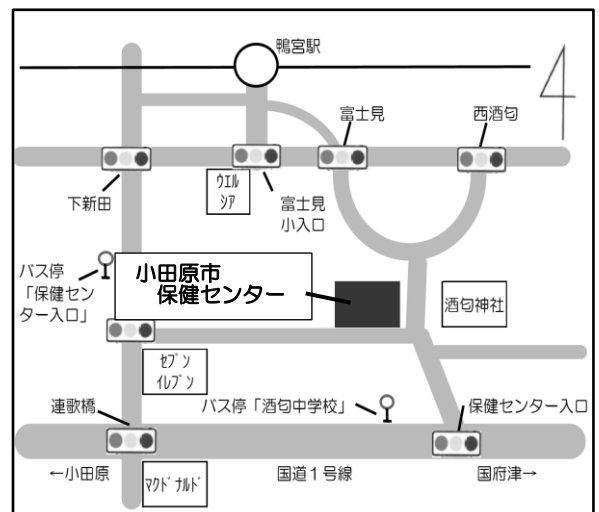 鴨宮駅
富士見
西酒匂
下新田
ウエル
シア
富士見
小入口
バス停
「保健セン
ター入口」
小田原市
保健センター
酒匂神社
セブン
イレブン
連歌橋
バス停「酒匂中学校」
保健センター入口
←小田原
マクドナルド
国道1号線
国府津→